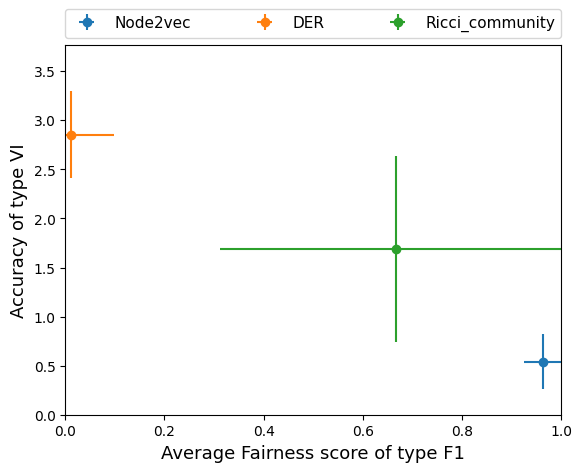 Node2vec DER Ricci_community
Accuracy of type VI
3.5
3.0
2.5
2.0
1.5
1.0
0.5
0.0
0.0 0.2 0.4 0.6 0.8 1.0
Average Fairness score of type F1